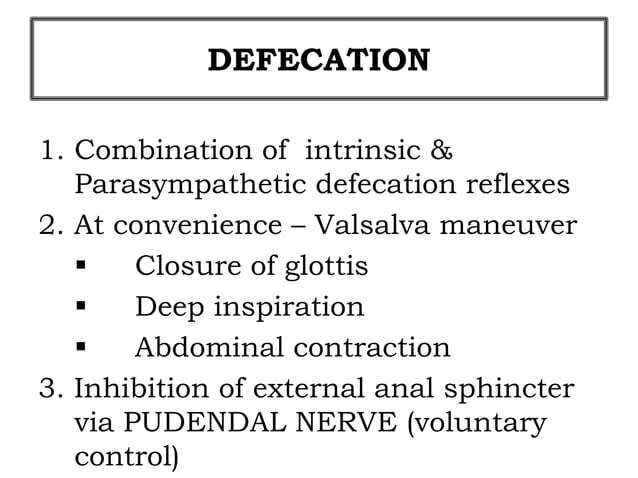 DEFECATION
1. Combination of intrinsic &
Parasympathetic defecation reflexes
2. At convenience – Valsalva maneuver
▪ Closure of glottis
▪ Deep inspiration
▪ Abdominal contraction
3. Inhibition of external anal sphincter
via PUDENDAL NERVE (voluntary
control)